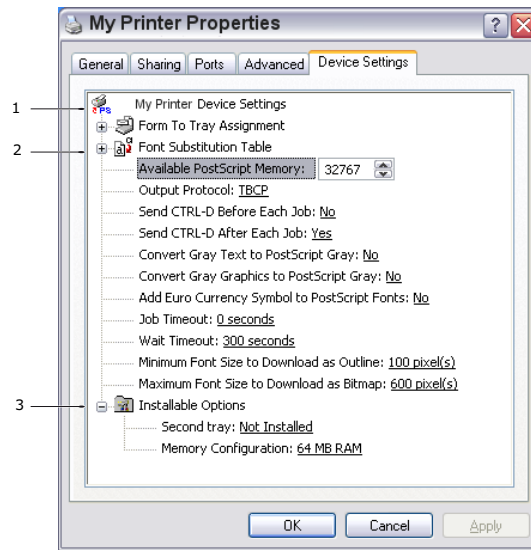 My Printer Properties
General Sharing Ports Advanced Device Settings
1 My Printer Device Settings
Form To Tray Assignment
2 Font Substitution Table
Available PostScript Memory: 32767
Output Protocol: TBCP
Send CTRL-D Before Each Job: No
Send CTRL-D After Each Job: Yes
Convert Gray Text to PostScript Gray: No
Convert Gray Graphics to PostScript Gray: No
Add Euro Currency Symbol to PostScript Fonts: No
Job Timeout: 0 seconds
Wait Timeout: 300 seconds
Minimum Font Size to Download as Outline: 100 pixel(s)
Maximum Font Size to Download as Bitmap: 600 pixel(s)
3 Installable Options
Second tray: Not Installed
Memory Configuration: 64 MB RAM
OK Cancel Apply